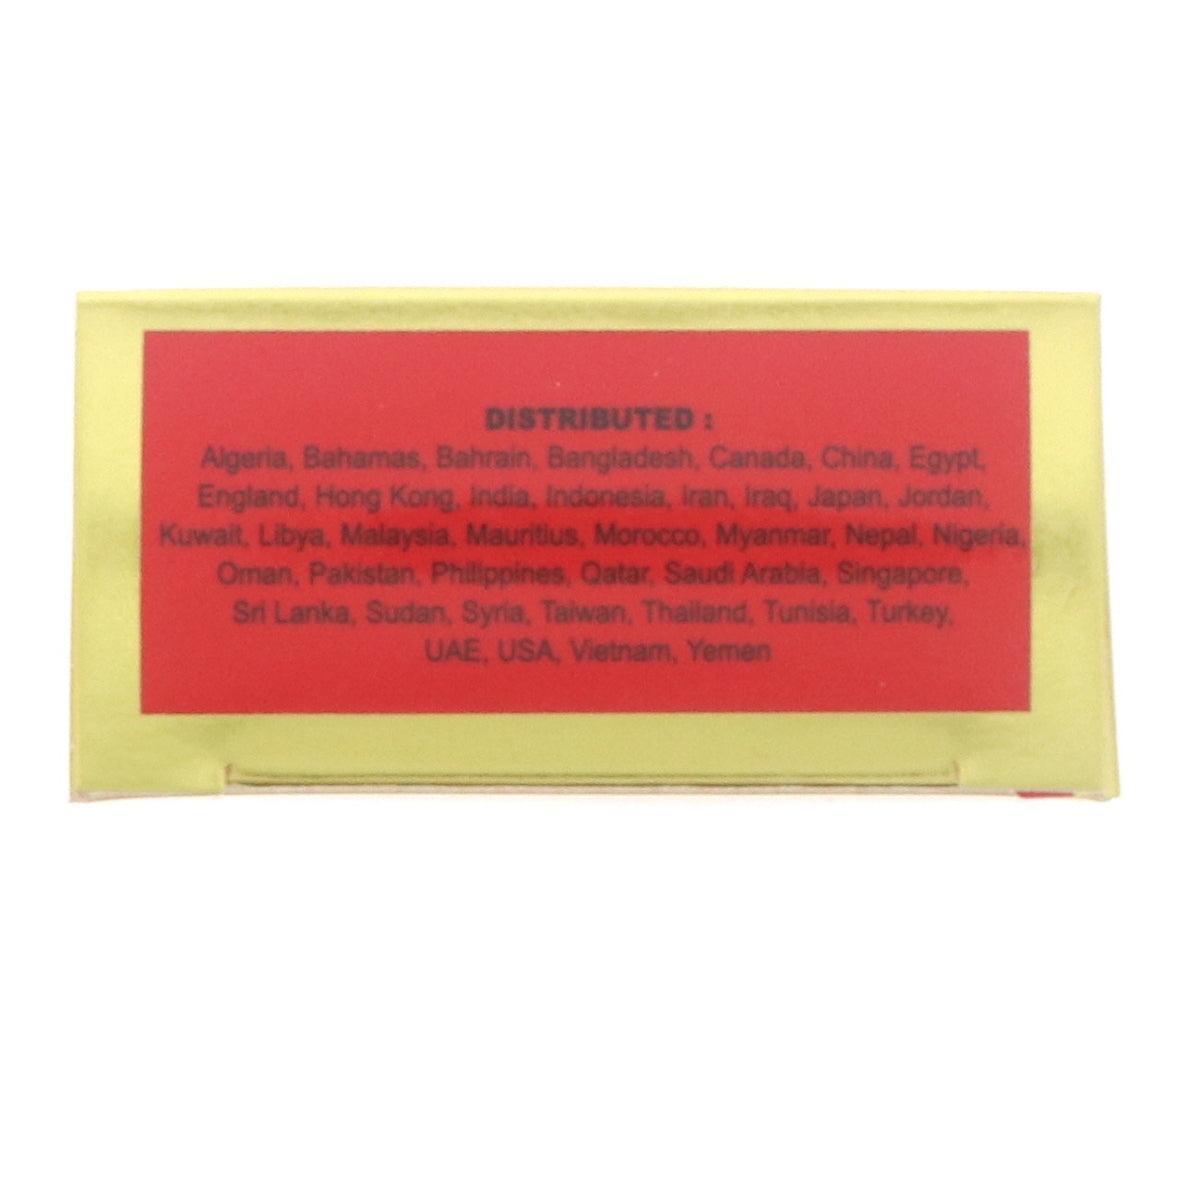 DISTRIBUTED :
Algeria, Bahamas, Bahrain, Bangladesh, Canada, China, Egypt,
England, Hong Kong, India, Indonesia, Iran, Iraq, Japan, Jordan,
Kuwait, Libya, Malaysia, Mauritius, Morocco, Myanmar, Nepal, Nigeria,
Oman, Pakistan, Philippines, Qatar, Saudi Arabia, Singapore,
Sri Lanka, Sudan, Syria, Taiwan, Thailand, Tunisia, Turkey,
UAE, USA, Vietnam, Yemen